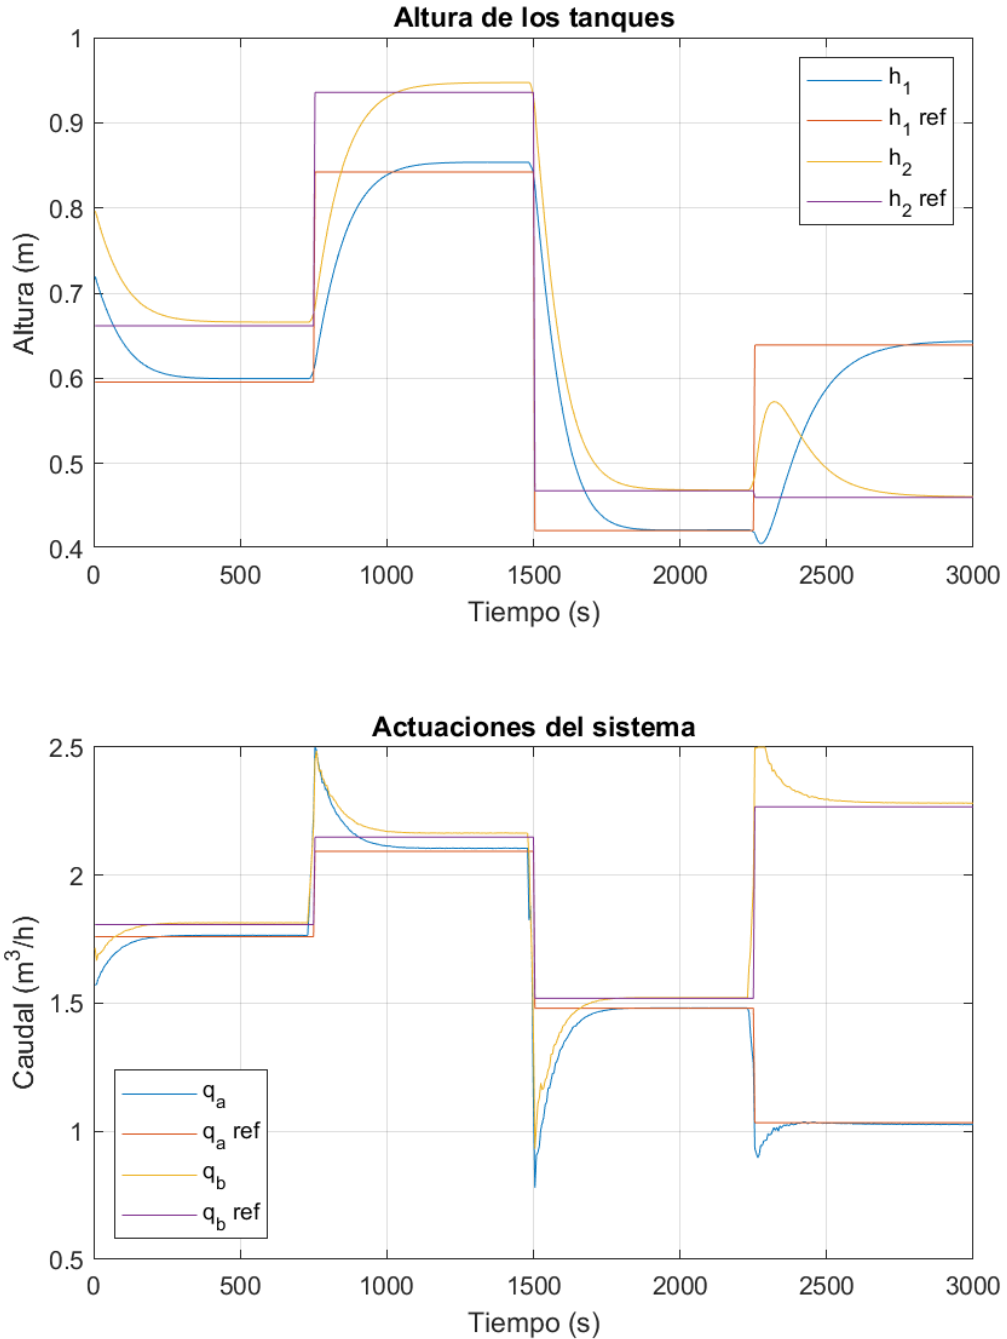 Altura de los tanques
Altura (m)
1
0.9
0.8
0.7
0.6
0.5
0.4
0 500 1000 1500 2000 2500 3000
Tiempo (s)
h1
h1 ref
h2
h2 ref
Actuaciones del sistema
Caudal (m3/h)
2.5
2
1.5
1
0.5
0 500 1000 1500 2000 2500 3000
Tiempo (s)
qa
qa ref
qb
qb ref